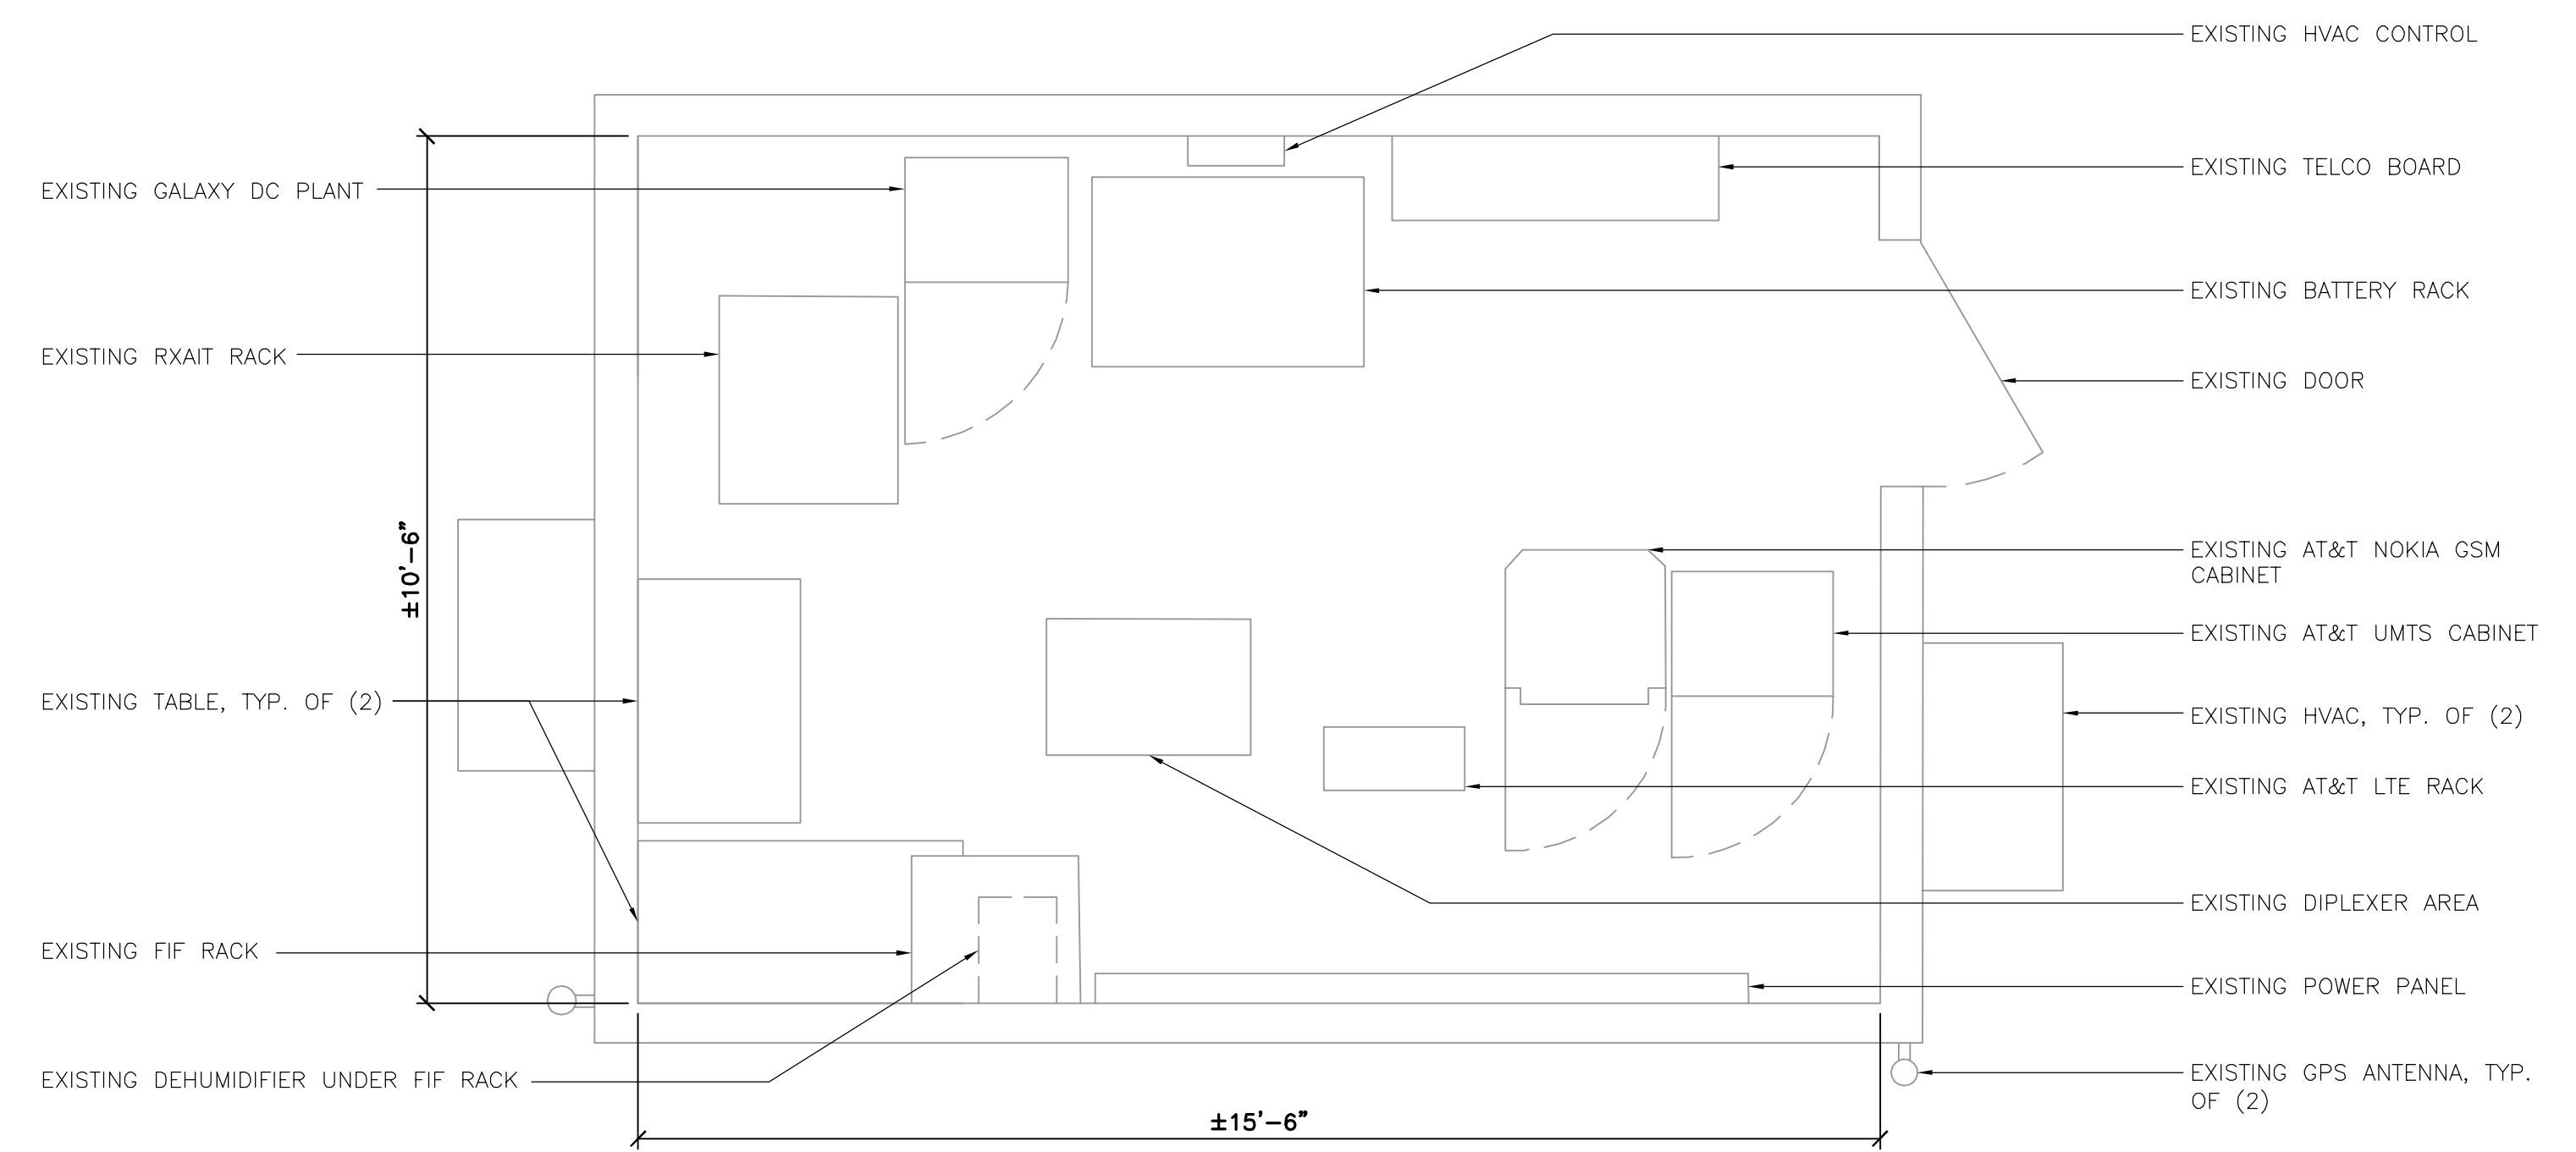 EXISTING HVAC CONTROL
EXISTING TELCO BOARD
EXISTING GALAXY DC PLANT
EXISTING BATTERY RACK
EXISTING RXAIT RACK
EXISTING DOOR
±10'-6"
EXISTING AT&T NOKIA GSM
CABINET
EXISTING AT&T UMTS CABINET
EXISTING TABLE, TYP. OF (2)
EXISTING HVAC, TYP. OF (2)
EXISTING AT&T LTE RACK
EXISTING DIPLEXER AREA
EXISTING FIF RACK
EXISTING POWER PANEL
EXISTING DEHUMIDIFIER UNDER FIF RACK
EXISTING GPS ANTENNA, TYP.
OF (2)
±15'-6"